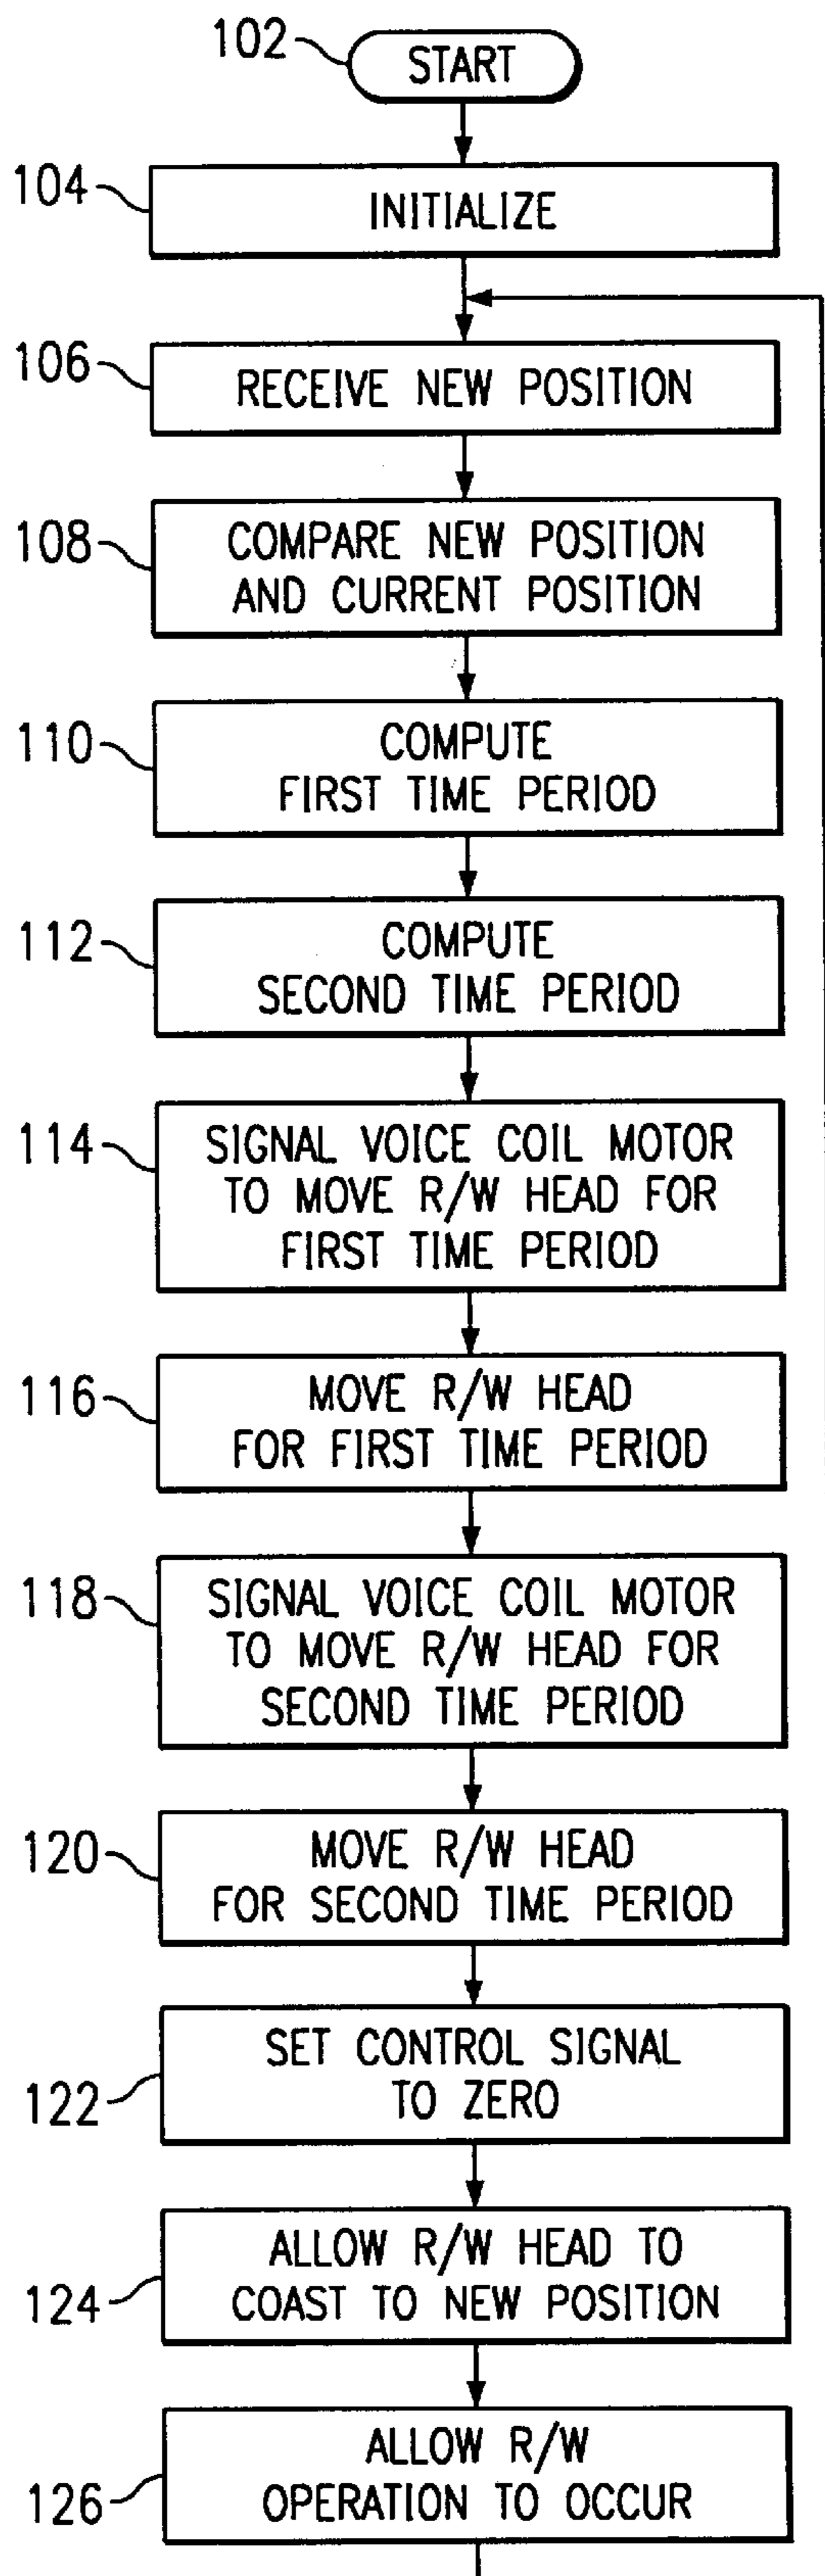 102
START
104
INITIALIZE
106
RECEIVE NEW POSITION
108
COMPARE NEW POSITION
AND CURRENT POSITION
110
COMPUTE
FIRST TIME PERIOD
112
COMPUTE
SECOND TIME PERIOD
114
SIGNAL VOICE COIL MOTOR
TO MOVE R/W HEAD FOR
FIRST TIME PERIOD
116
MOVE R/W HEAD
FOR FIRST TIME PERIOD
118
SIGNAL VOICE COIL MOTOR
TO MOVE R/W HEAD FOR
SECOND TIME PERIOD
120
MOVE R/W HEAD
FOR SECOND TIME PERIOD
122
SET CONTROL SIGNAL
TO ZERO
124
ALLOW R/W HEAD TO
COAST TO NEW POSITION
126
ALLOW R/W
OPERATION TO OCCUR